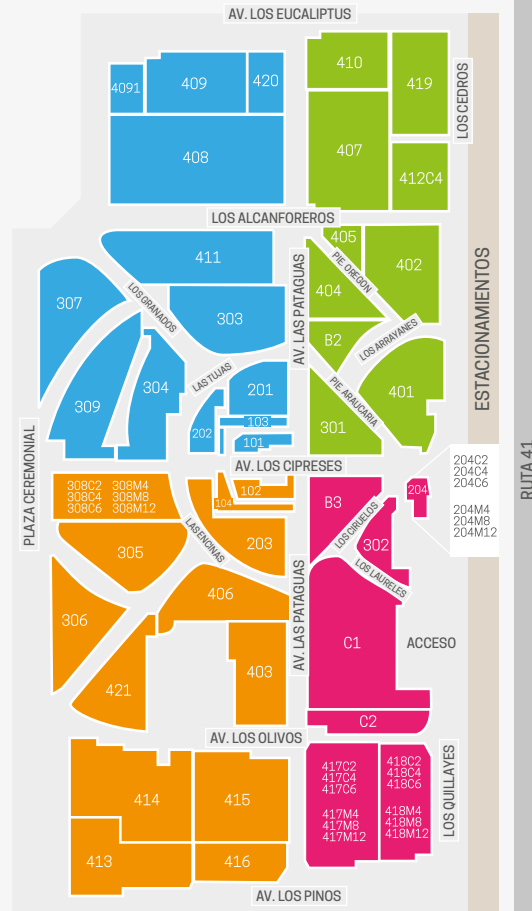 AV. LOS EUCALIPTUS
410
419
4091
409
420
LOS CEDROS
408
407
412C4
LOS ALCANFOREROS
405
402
411
PIE. OREGON
ESTACIONAMIENTOS
307
LOS GRANADOS
404
AV. LAS PATAGUAS
303
B2
LOS ARRAYANES
304
LAS TUJAS
201
PIE. ARAUCARIA
401
309
103
301
202
101
PLAZA CEREMONIAL
AV. LOS CIPRESES
204C2
204C4
204C6
204M4
204M8
204M12
RUTA 41
308C2 308M4
308C4 308M8
308C6 308M12
102
104
B3
204
LOS CIRUELOS
LAS ENCINAS
203
302
305
LOS LAURELES
406
306
AV. LAS PATAGUAS
C1
ACCESO
403
421
C2
AV. LOS OLIVOS
417C2
417C4
417C6
417M4
417M8
417M12
418C2
418C4
418C6
418M4
418M8
418M12
LOS QUILLAYES
414
415
413
416
AV. LOS PINOS